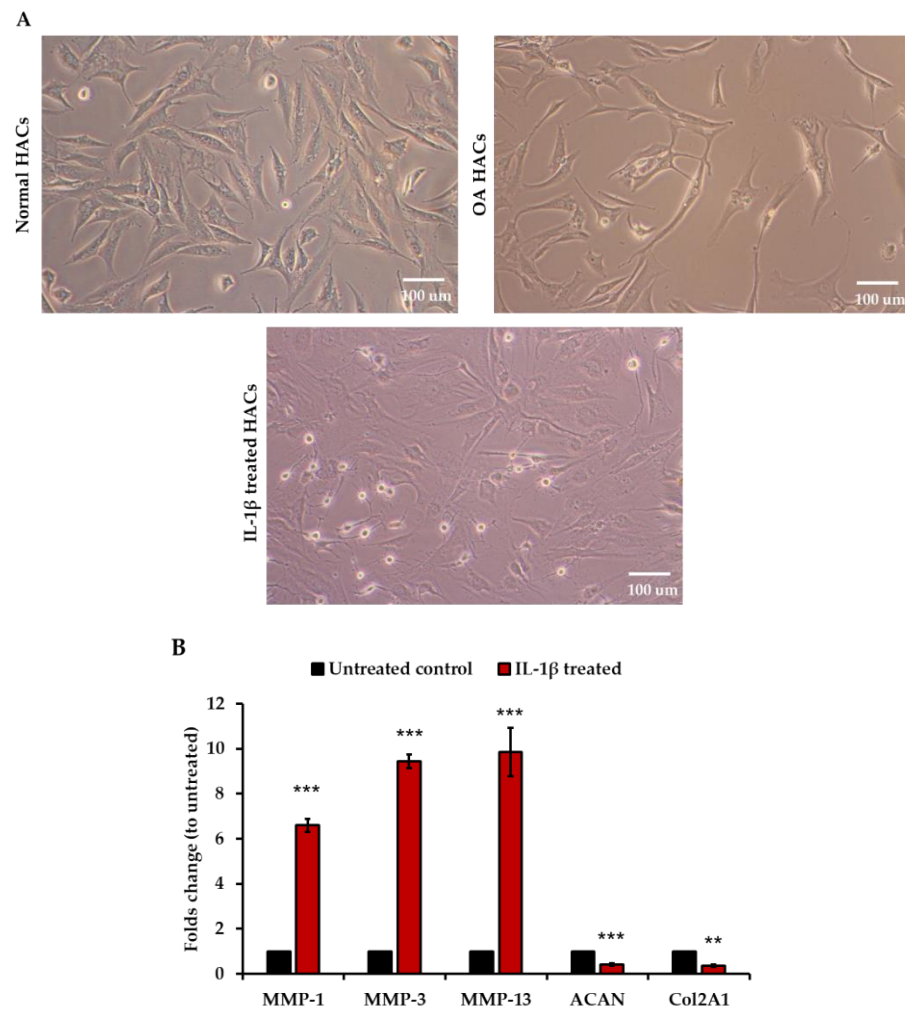 A
Normal HACs
100 um
OA HACs
100 um
IL-1β treated HACs
100 um
B
Untreated control IL-1β treated
Folds change (to untreated)
12
10
8
6
4
2
0
***
***
***
***
**
MMP-1 MMP-3 MMP-13 ACAN Col2A1